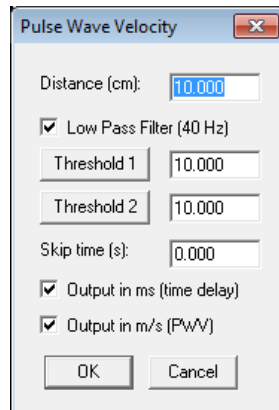 Pulse Wave Velocity
Distance (cm): 10.000
Low Pass Filter (40 Hz)
Threshold 1 10.000
Threshold 2 10.000
Skip time (s): 0.000
Output in ms (time delay)
Output in m/s (PWV)
OK Cancel